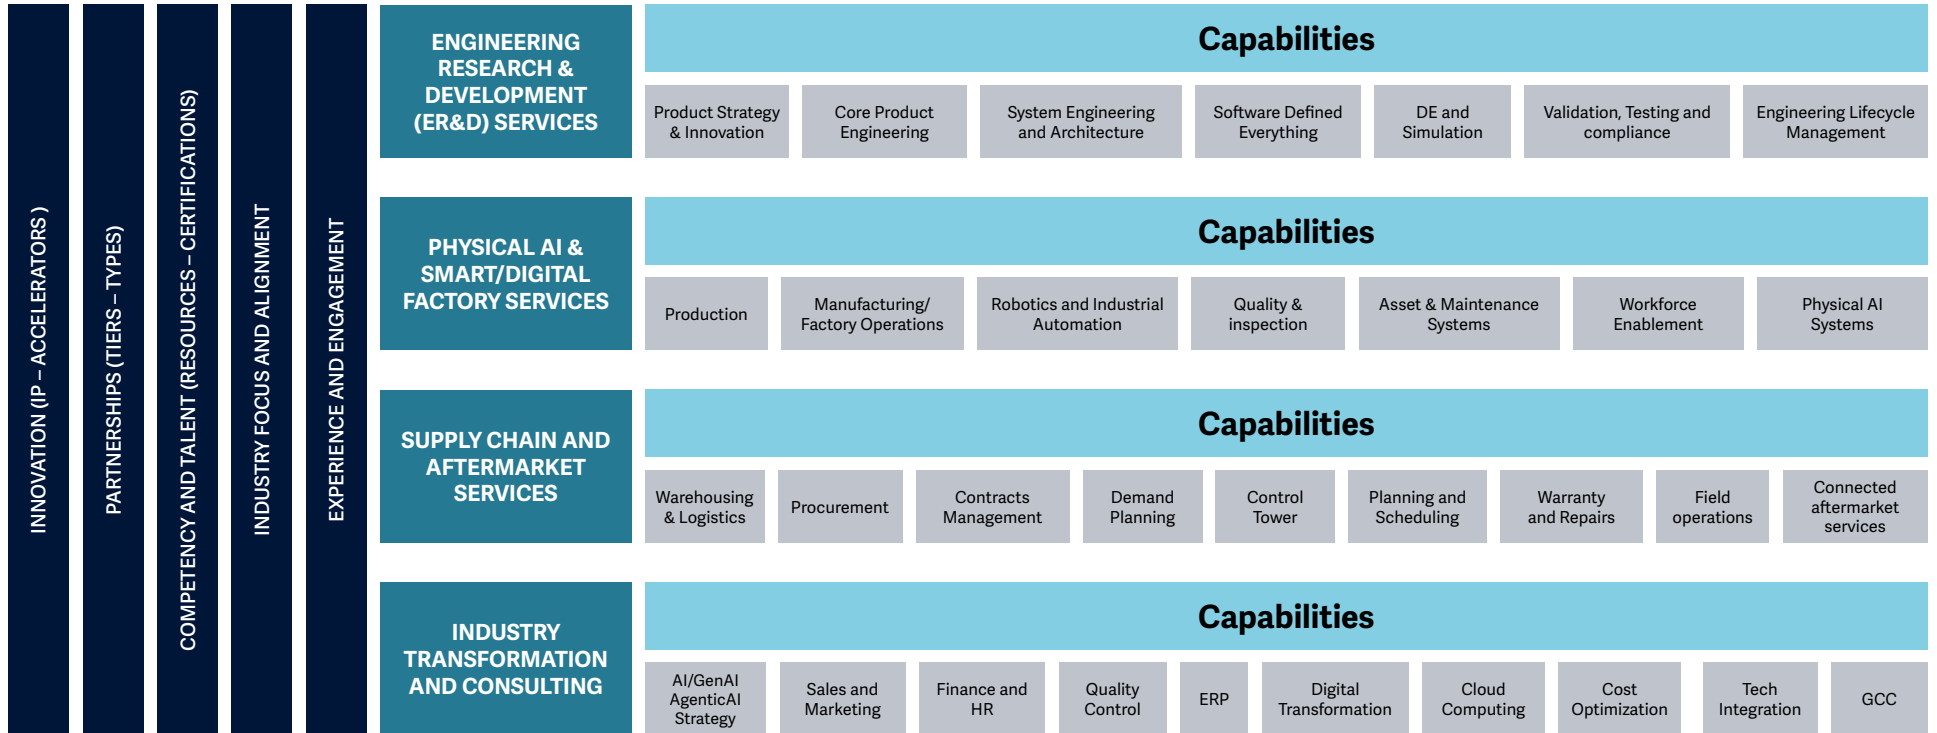 INNOVATION (IP – ACCELERATORS )
PARTNERSHIPS (TIERS – TYPES)
COMPETENCY AND TALENT (RESOURCES – CERTIFICATIONS)
INDUSTRY FOCUS AND ALIGNMENT
EXPERIENCE AND ENGAGEMENT
ENGINEERING
RESEARCH &
DEVELOPMENT
(ER&D) SERVICES
Capabilities
Product Strategy
& Innovation
Core Product
Engineering
System Engineering
and Architecture
Software Defined
Everything
DE and
Simulation
Validation, Testing and
compliance
Engineering Lifecycle
Management
PHYSICAL AI &
SMART/DIGITAL
FACTORY SERVICES
Capabilities
Production
Manufacturing/
Factory Operations
Robotics and Industrial
Automation
Quality &
inspection
Asset & Maintenance
Systems
Workforce
Enablement
Physical AI
Systems
SUPPLY CHAIN AND
AFTERMARKET
SERVICES
Capabilities
Warehousing
& Logistics
Procurement
Contracts
Management
Demand
Planning
Control
Tower
Planning and
Scheduling
Warranty
and Repairs
Field
operations
Connected
aftermarket
services
INDUSTRY
TRANSFORMATION
AND CONSULTING
Capabilities
AI/GenAI
AgenticAI
Strategy
Sales and
Marketing
Finance and
HR
Quality
Control
ERP
Digital
Transformation
Cloud
Computing
Cost
Optimization
Tech
Integration
GCC